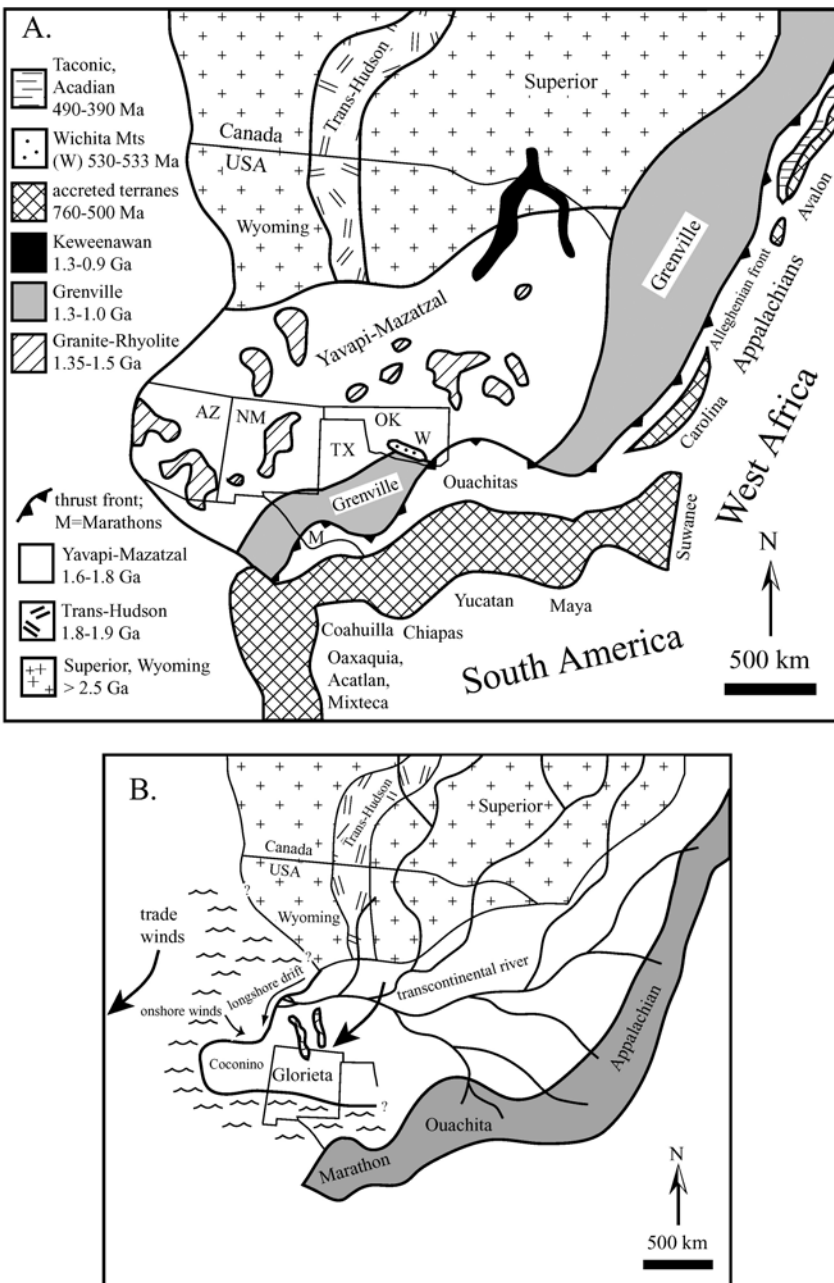 A.
Taconic,
Acadian
490-390 Ma
Wichita Mts
(W) 530-533 Ma
accreted terranes
760-500 Ma
Keweenawan
1.3-0.9 Ga
Grenville
1.3-1.0 Ga
Granite-Rhyolite
1.35-1.5 Ga
thrust front;
M=Marathons
Yavapi-Mazatzal
1.6-1.8 Ga
Trans-Hudson
1.8-1.9 Ga
Superior, Wyoming
> 2.5 Ga
Trans-Hudson
Superior
Canada
USA
Wyoming
Grenville
Avalon
Alleghenian front
Appalachians
Yavapi-Mazatzal
AZ
NM
OK
TX
W
Carolina
West Africa
Grenville
Ouachitas
M
Suwanee
Yucatan
Maya
Coahuilla
Chiapas
Oaxaquia,
Acatlan,
Mixteca
South America
N
500 km
B.
Trans-Hudson
Superior
Canada
USA
?
Wyoming
trade
winds
?
longshore drift
transcontinental river
onshore winds
Coconino
Glorieta
?
Appalachian
Ouachita
Marathon
N
500 km